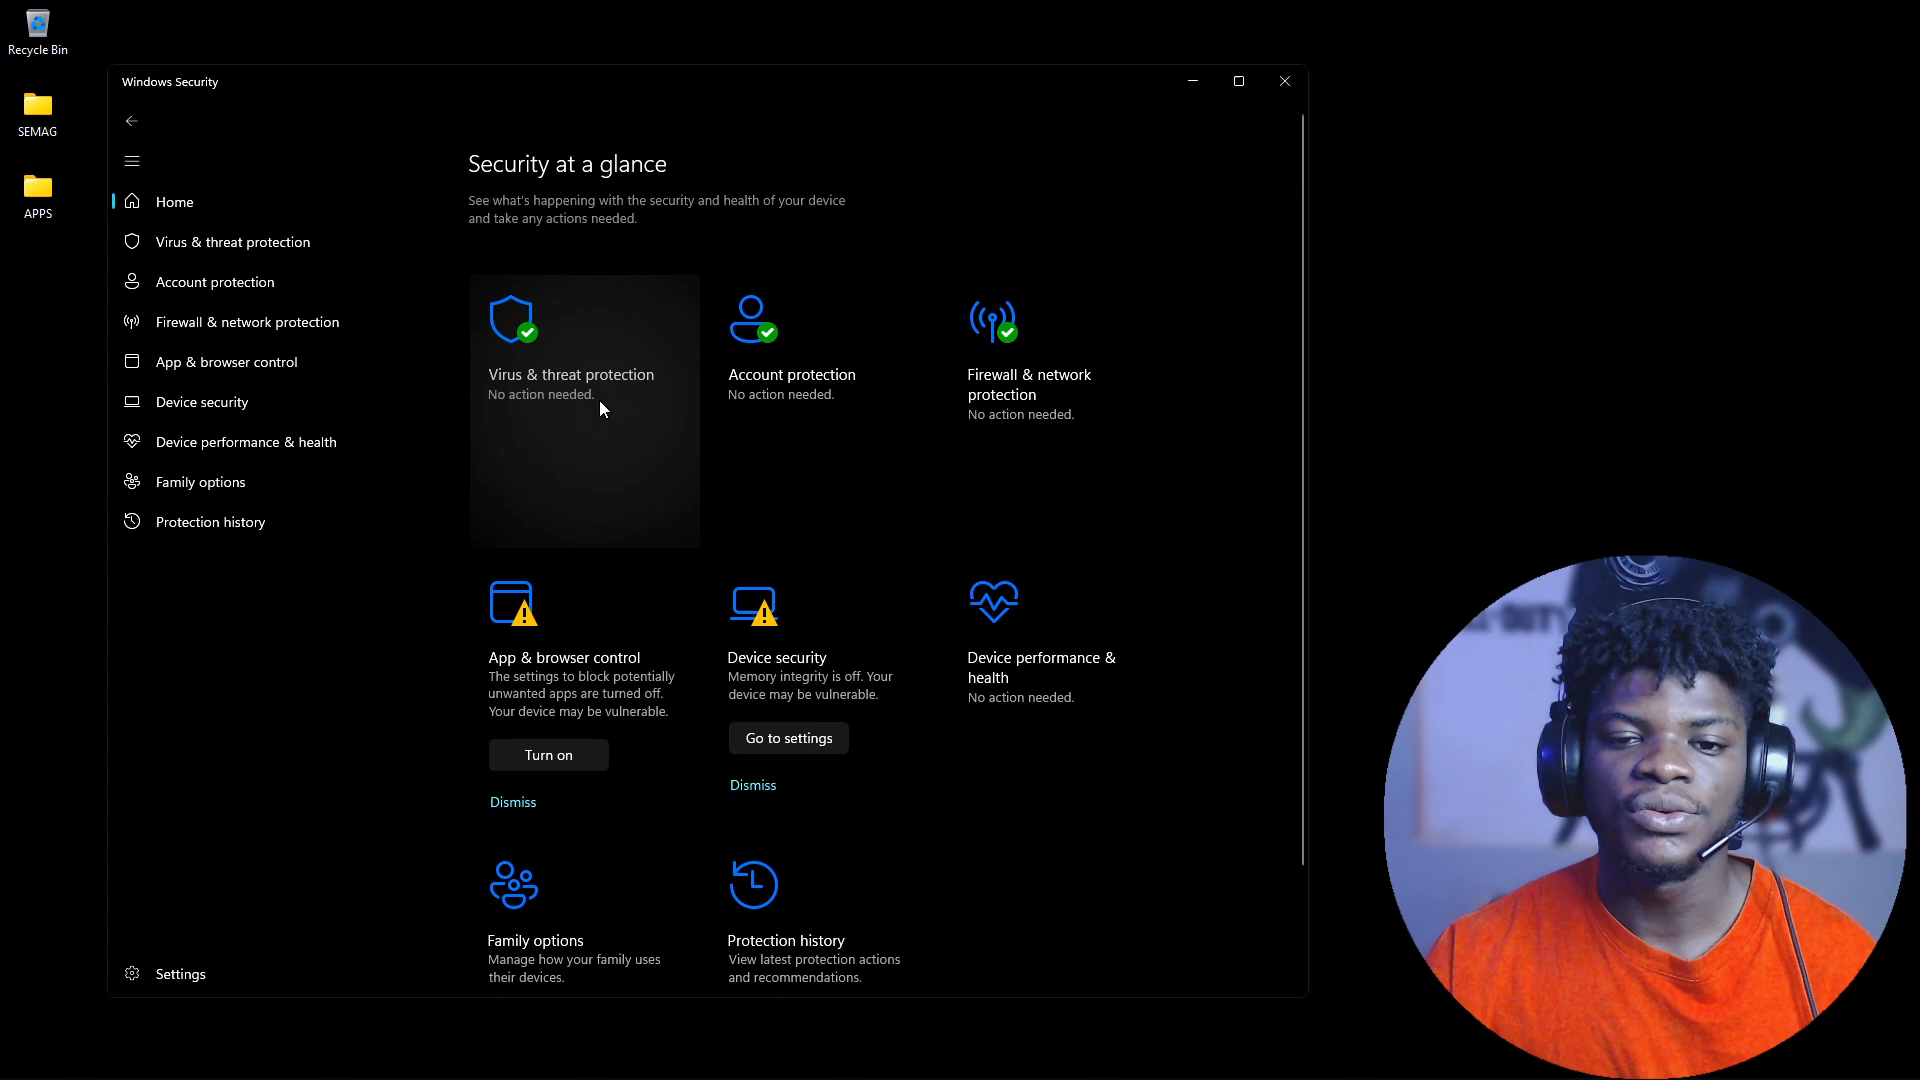 Recycle Bin
SEMAG
APPS
Windows Security
Home
Virus & threat protection
Account protection
Firewall & network protection
App & browser control
Device security
Device performance & health
Family options
Protection history
Settings
Security at a glance
See what's happening with the security and health of your device
and take any actions needed.
Virus & threat protection
No action needed.
Account protection
No action needed.
Firewall & network
protection
No action needed.
App & browser control
The settings to block potentially
unwanted apps are turned off.
Your device may be vulnerable.
Turn on
Dismiss
Device security
Memory integrity is off. Your
device may be vulnerable.
Go to settings
Dismiss
Device performance &
health
No action needed.
Family options
Manage how your family uses
their devices.
Protection history
View latest protection actions
and recommendations.